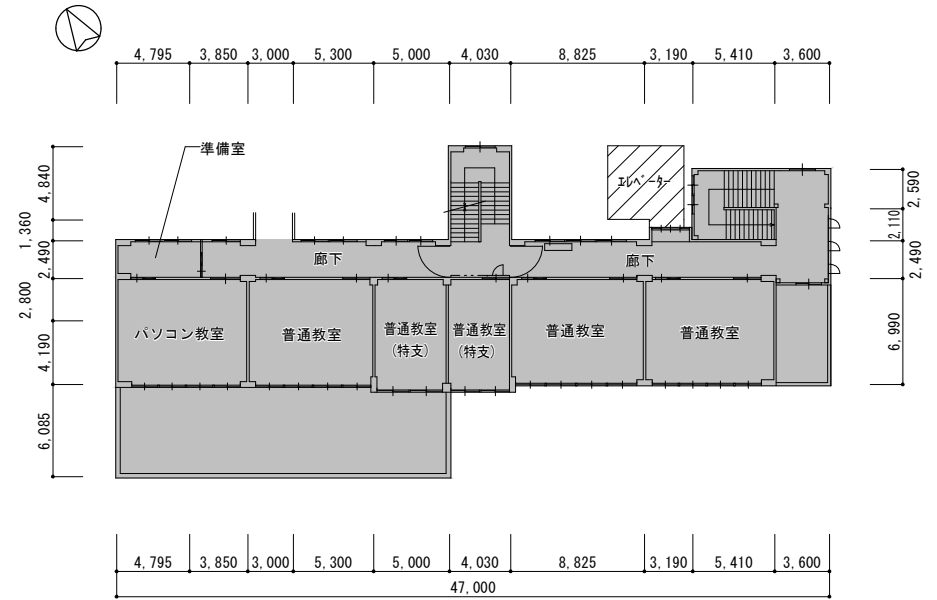 4,795 3,850 3,000 5,300 5,000 4,030 8,825 3,190 5,410 3,600
準備室
4,840
1,360
2,490
2,800
4,190
6,085
エレベーター
2,590
2,110
2,490
6,990
廊下
廊下
パソコン教室
普通教室
普通教室
(特支)
普通教室
(特支)
普通教室
普通教室
4,795 3,850 3,000 5,300 5,000 4,030 8,825 3,190 5,410 3,600
47,000